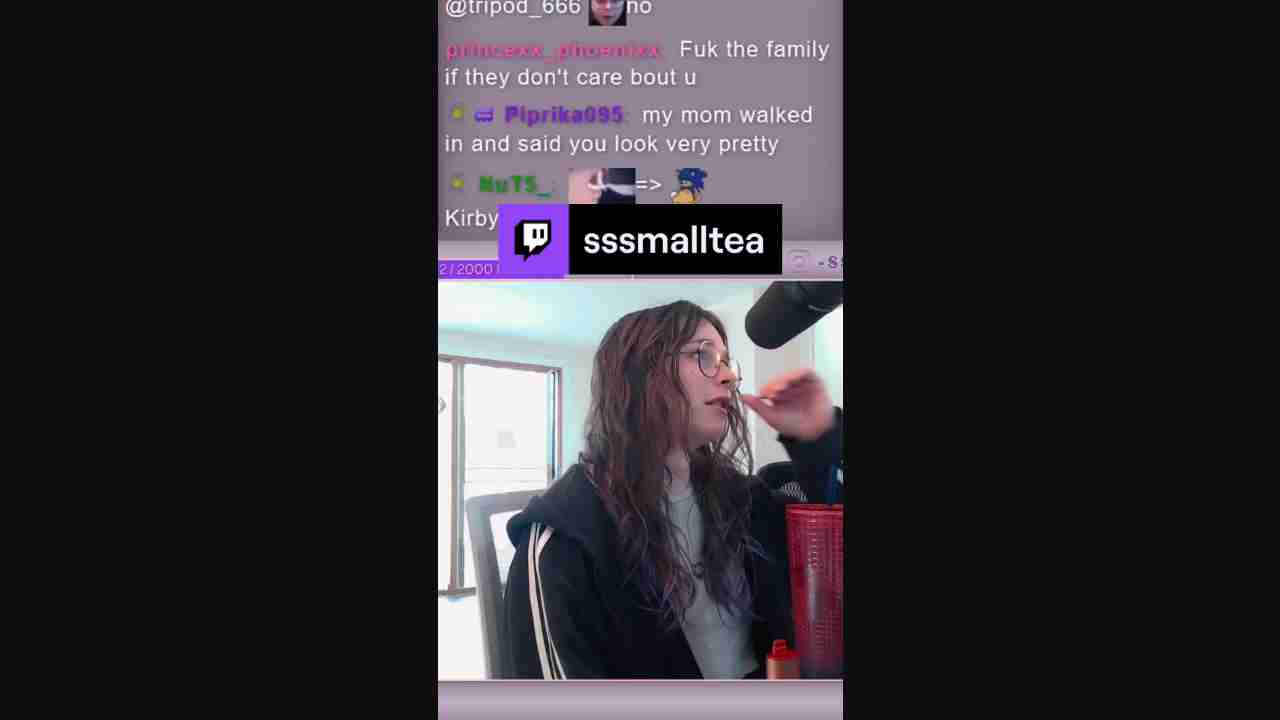 @tripod_666 no
princexx_phoenixx: Fuk the family
if they don't care bout u
Piprika095: my mom walked
in and said you look very pretty
NuT5_: =>
Kirby
sssmalltea
2/2000